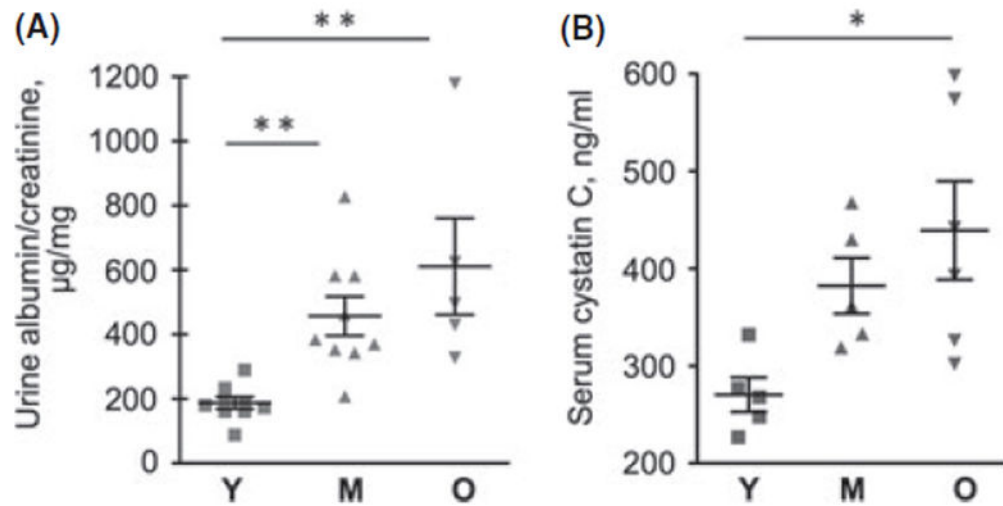 (A)
**
**
Urine albumin/creatinine,
µg/mg
1200
1000
800
600
400
200
0
Y M O
(B)
*
Serum cystatin C, ng/ml
600
500
400
300
200
Y M O